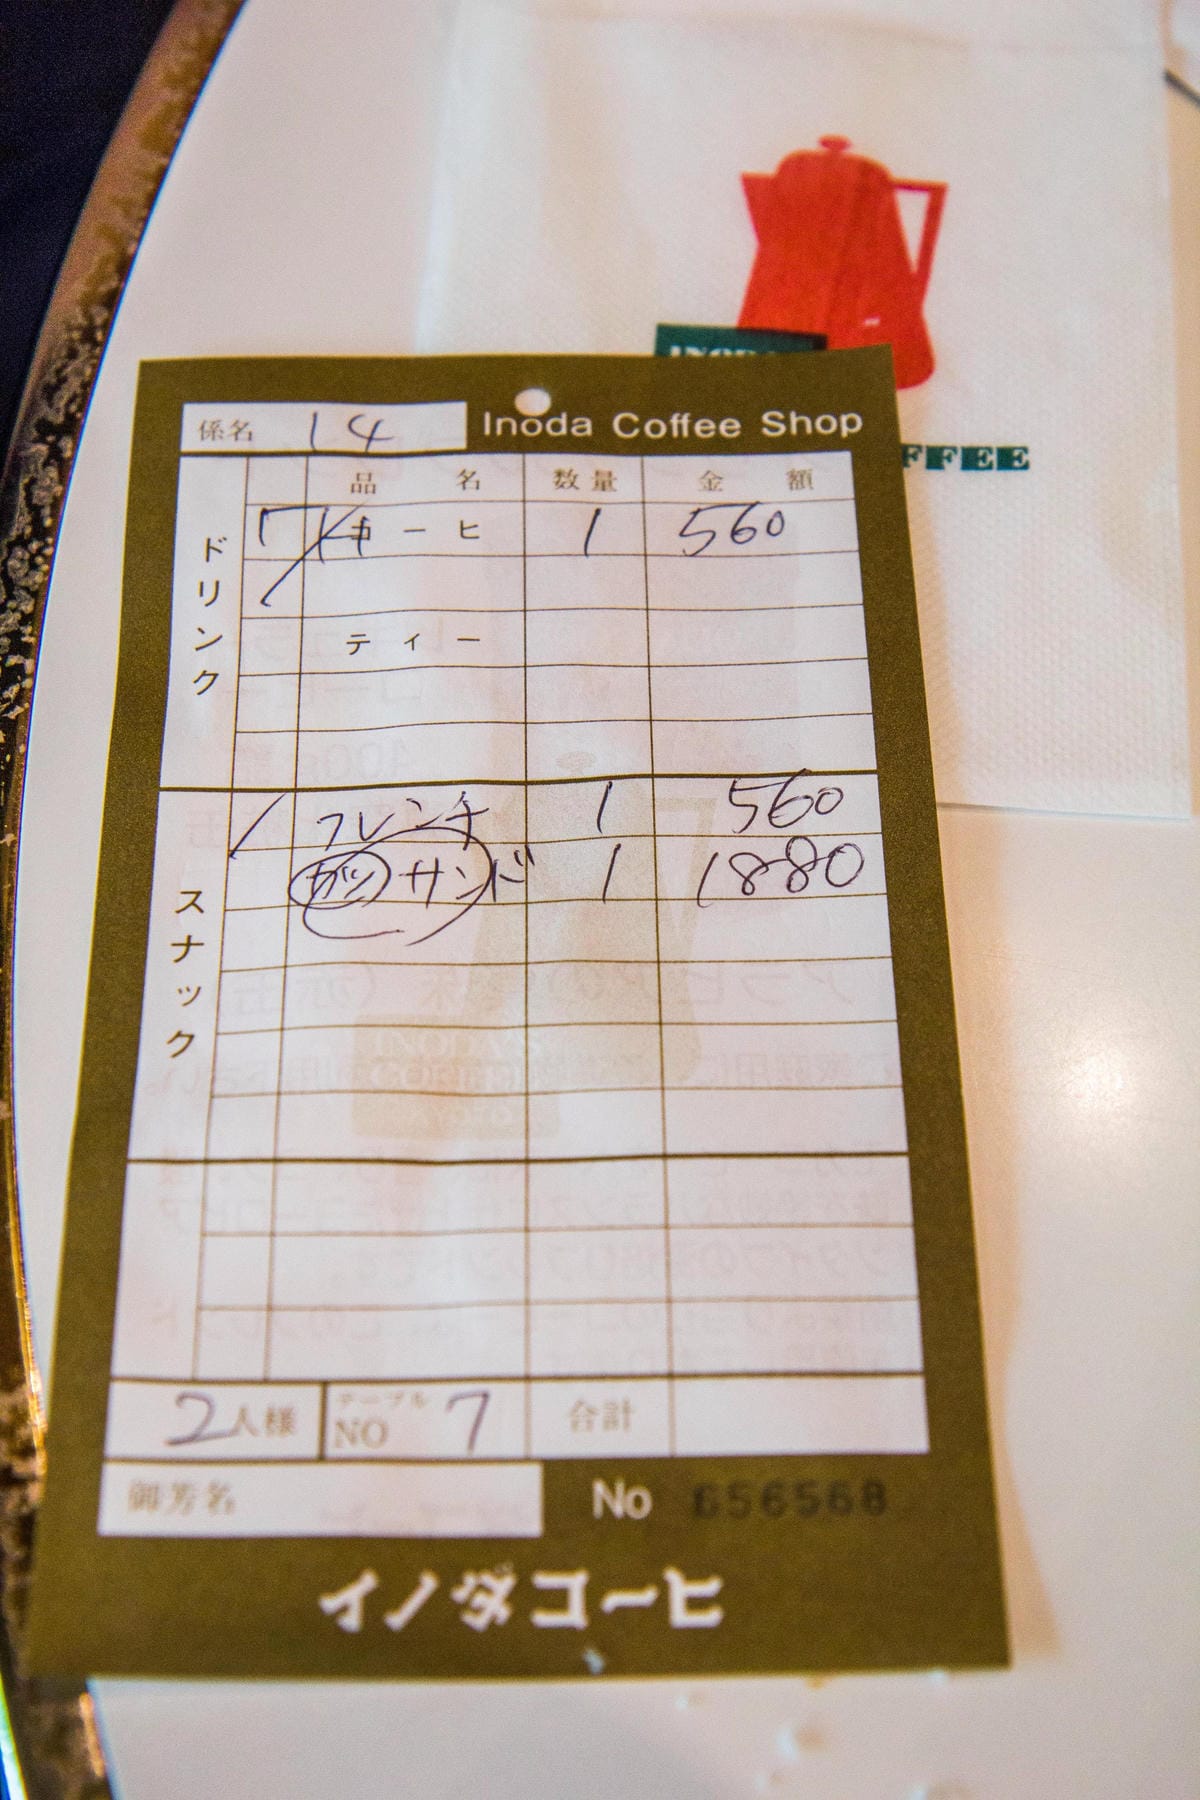 INODA
FFEE
係名 14 Inoda Coffee Shop
品名 数量 金額
ドリンク
コーヒ 1 560
ティー
スナック
フレンチ 1 560
カツ サンド 1 1880
2人様 テーブル NO 7 合計
御芳名
No 656568
イノダコーヒ